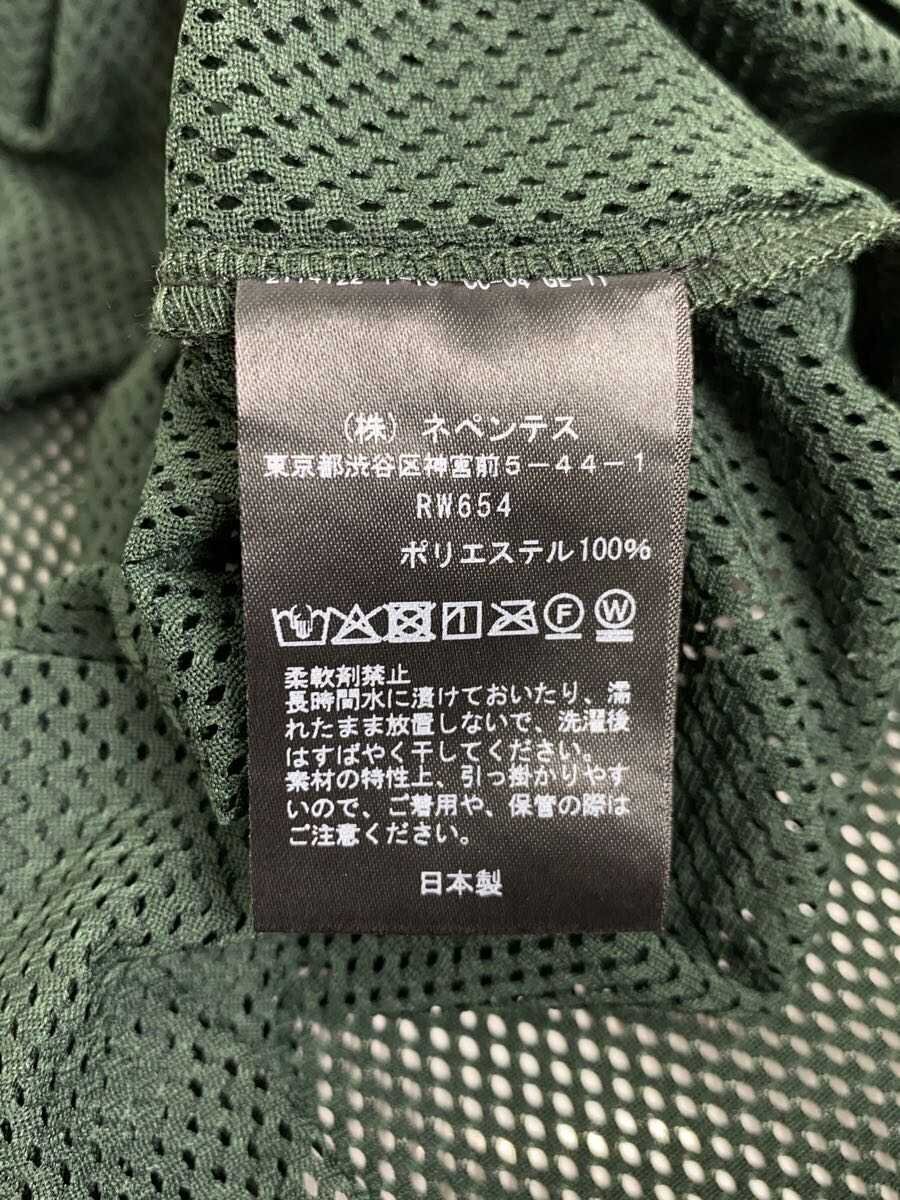 (株) ネペンテス
東京都渋谷区神宮前5-44-1
RW654
ポリエステル100%
F W
柔軟剤禁止
長時間水に漬けておいたり、濡
れたまま放置しないで、洗濯後
はすばやく干してください。
素材の特性上、引っ掛かりやす
いので、ご着用や、保管の際は
ご注意ください。
日本製